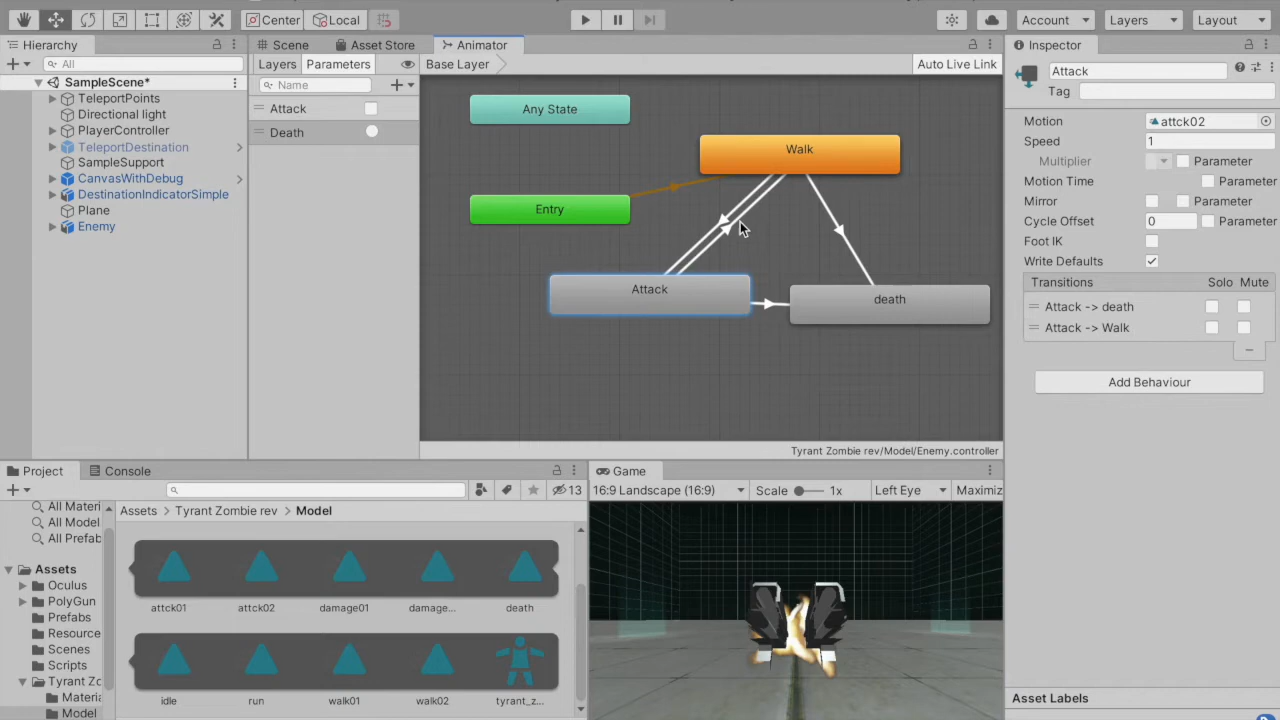 Center Local Account Layers Layout
Hierarchy
All
SampleScene*
TeleportPoints
Directional light
PlayerController
TeleportDestination
SampleSupport
CanvasWithDebug
DestinationIndicatorSimple
Plane
Enemy
Scene Asset Store Animator
Layers Parameters Base Layer Auto Live Link
Name
Attack
Death
Any State
Walk
Entry
Attack
death
Tyrant Zombie rev/Model/Enemy.controller
Inspector
Attack
Tag
Motion attck02
Speed 1
Multiplier Parameter
Motion Time Parameter
Mirror Parameter
Cycle Offset 0 Parameter
Foot IK
Write Defaults
Transitions Solo Mute
Attack -> death
Attack -> Walk
Add Behaviour
Asset Labels
Project Console
13
All Materi
All Model
All Prefab
Assets
Oculus
PolyGun
Prefabs
Resource
Scenes
Scripts
Tyrant Zo
Materia
Model
Assets Tyrant Zombie rev Model
attck01 attck02 damage01 damage... death
idle run walk01 walk02 tyrant_z...
Game
16:9 Landscape (16:9) Scale 1x Left Eye Maximiz